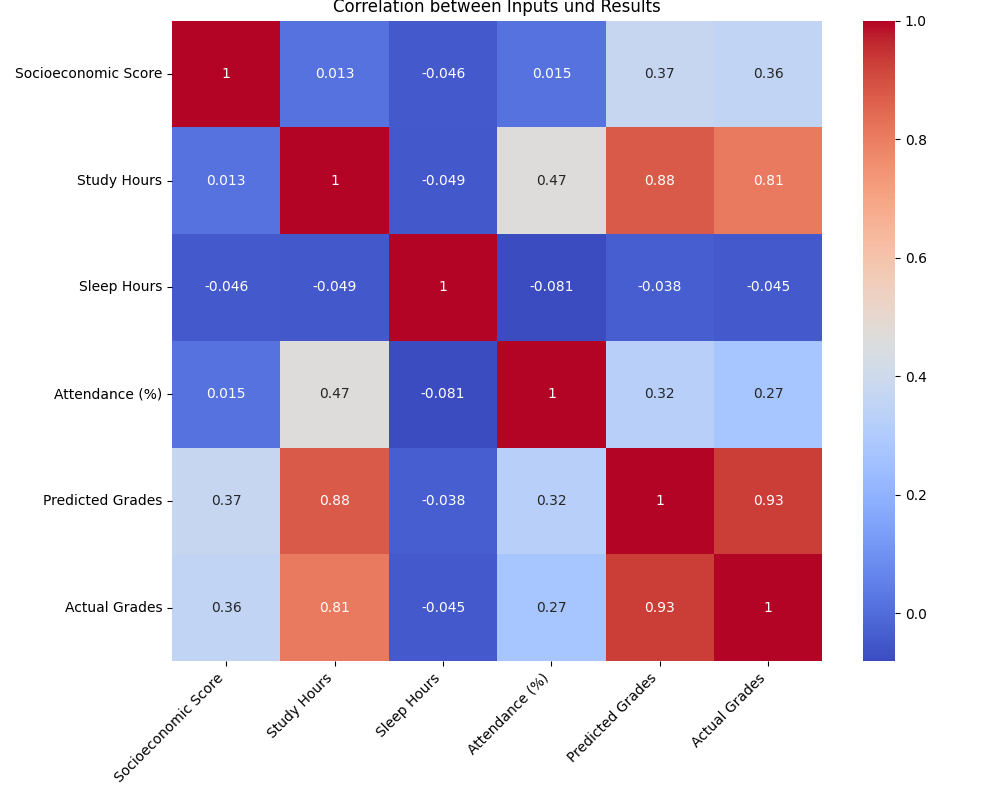 Correlation between Inputs und Results
Socioeconomic Score 1 0.013 -0.046 0.015 0.37 0.36
Study Hours 0.013 1 -0.049 0.47 0.88 0.81
Sleep Hours -0.046 -0.049 1 -0.081 -0.038 -0.045
Attendance (%) 0.015 0.47 -0.081 1 0.32 0.27
Predicted Grades 0.37 0.88 -0.038 0.32 1 0.93
Actual Grades 0.36 0.81 -0.045 0.27 0.93 1
Socioeconomic Score
Study Hours
Sleep Hours
Attendance (%)
Predicted Grades
Actual Grades
1.0
0.8
0.6
0.4
0.2
0.0